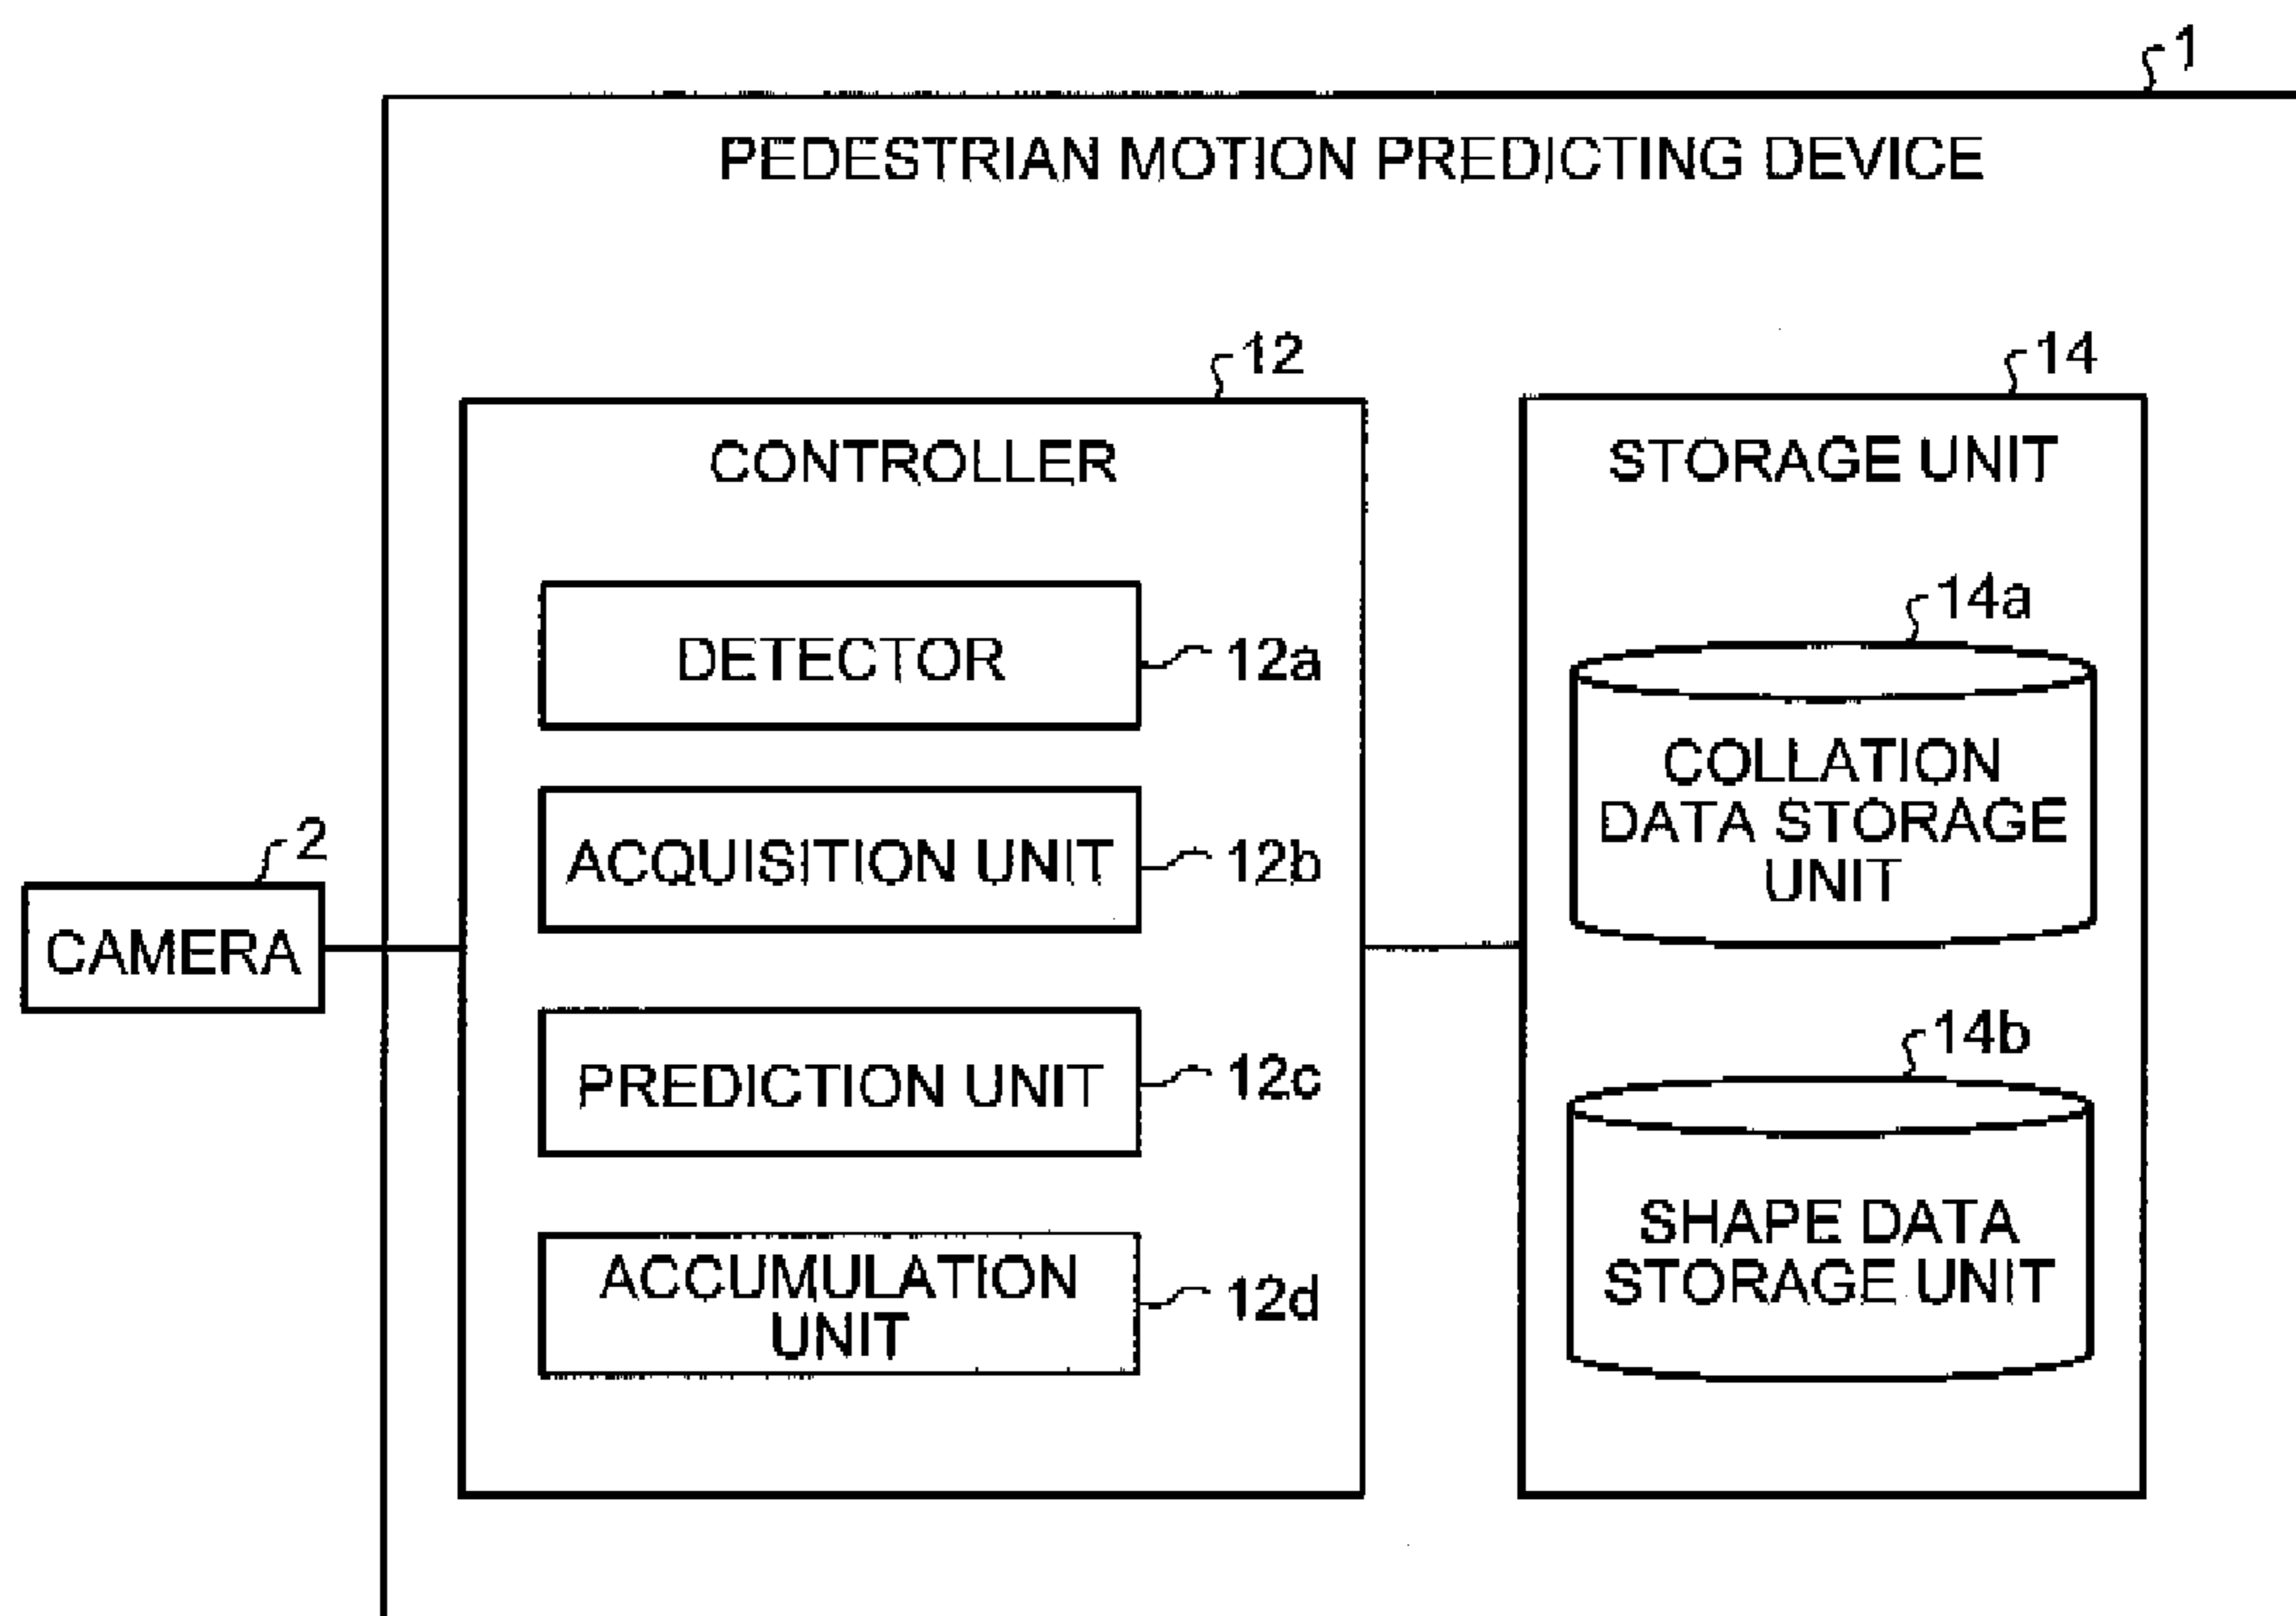 1
PEDESTRIAN MOTION PREDICTING DEVICE
12
CONTROLLER
DETECTOR
12a
ACQUISITION UNIT
12b
PREDICTION UNIT
12c
ACCUMULATION
UNIT
12d
2
CAMERA
14
STORAGE UNIT
14a
COLLATION
DATA STORAGE
UNIT
14b
SHAPE DATA
STORAGE UNIT